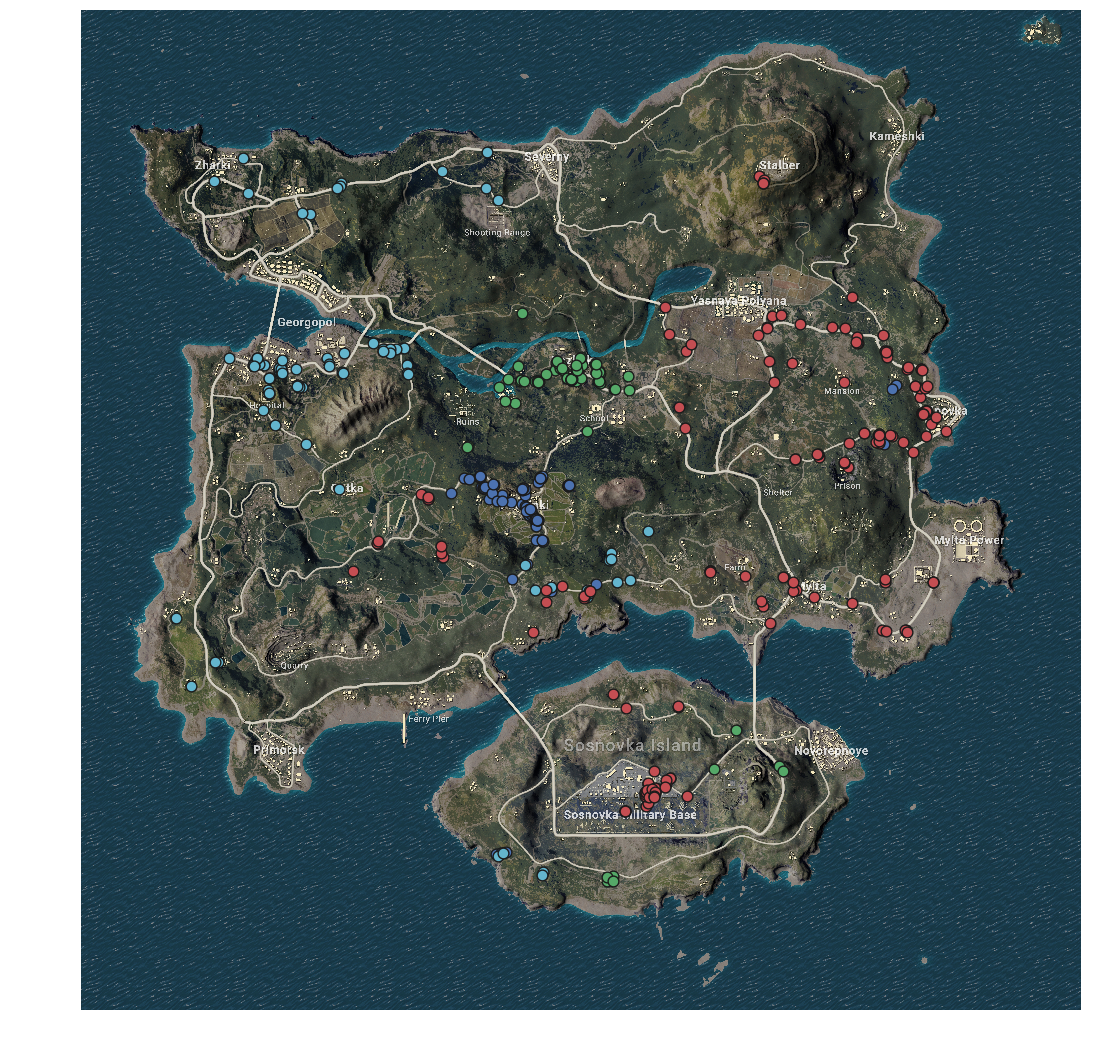 Kameshki
Severny
Zharki
Stalber
Shooting Range
Yasnaya Polyana
Georgopol
Mansion
Hospital
School
Ruins
Prison
Shelter
Mylta Power
Farm
Quarry
Ferry Pier
Primorsk
Sosnovka Island
Novorepnoye
Sosnovka Military Base